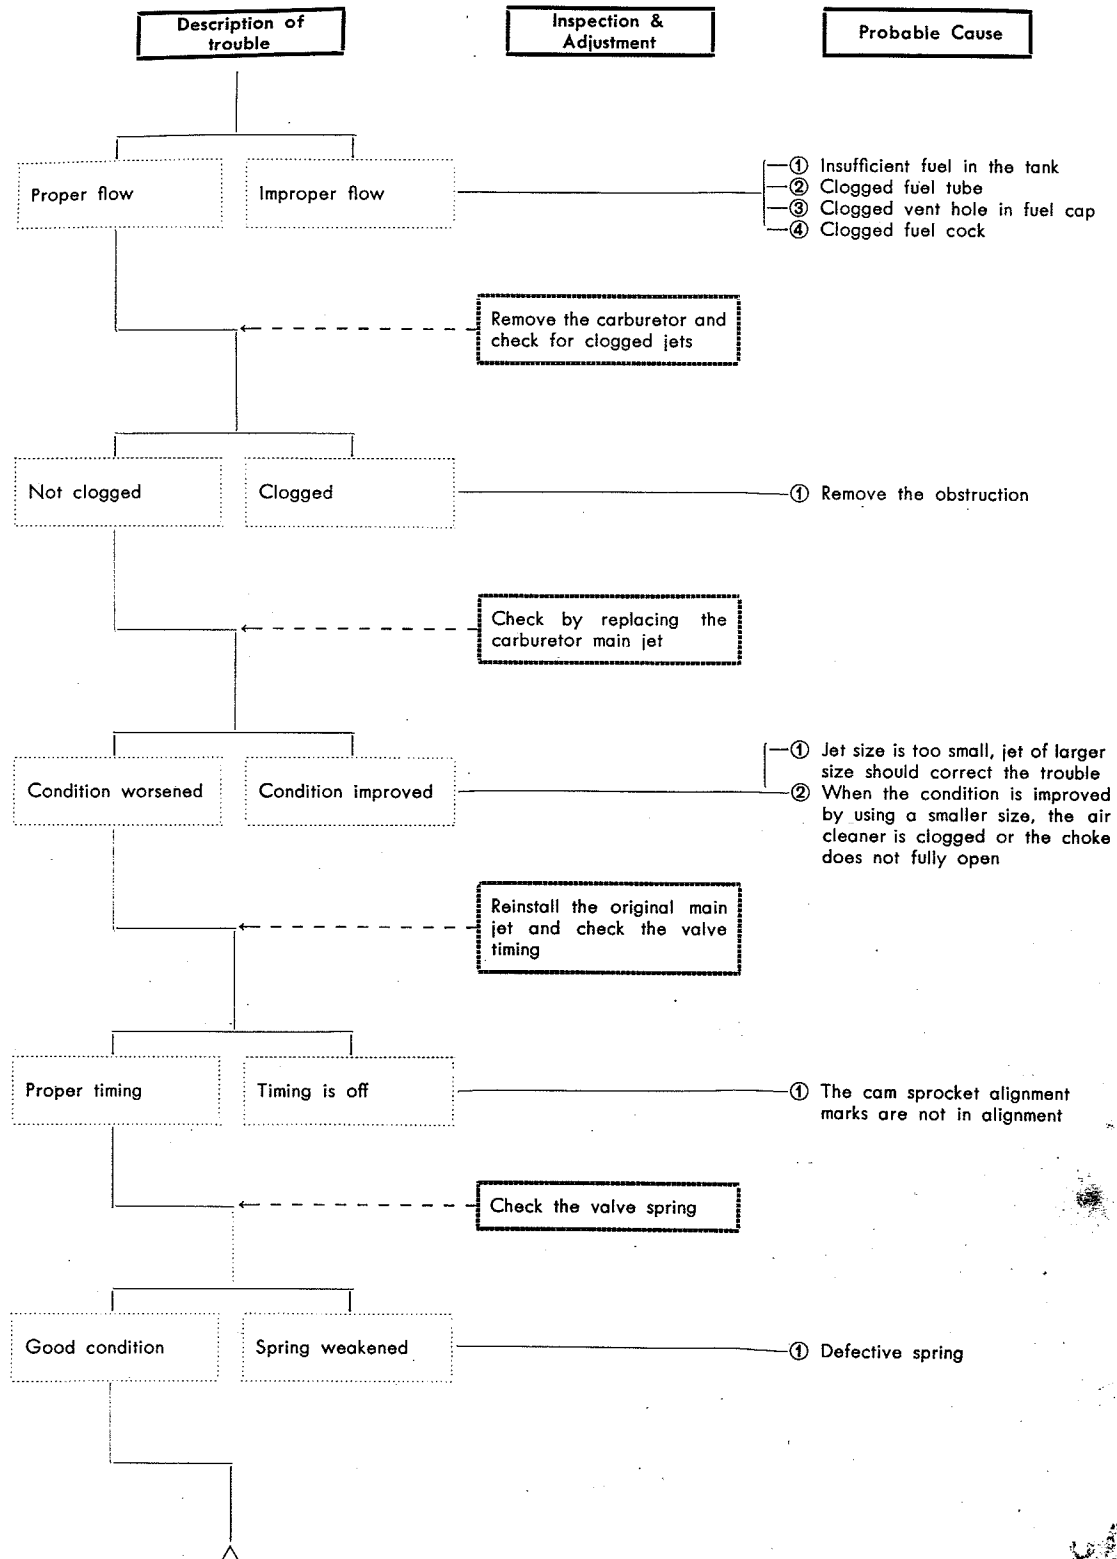 Description of
trouble
Inspection &
Adjustment
Probable Cause
Proper flow
Improper flow
① Insufficient fuel in the tank
② Clogged fuel tube
③ Clogged vent hole in fuel cap
④ Clogged fuel cock
Remove the carburetor and
check for clogged jets
Not clogged
Clogged
① Remove the obstruction
Check by replacing the
carburetor main jet
Condition worsened
Condition improved
① Jet size is too small, jet of larger
size should correct the trouble
② When the condition is improved
by using a smaller size, the air
cleaner is clogged or the choke
does not fully open
Reinstall the original main
jet and check the valve
timing
Proper timing
Timing is off
① The cam sprocket alignment
marks are not in alignment
Check the valve spring
Good condition
Spring weakened
① Defective spring